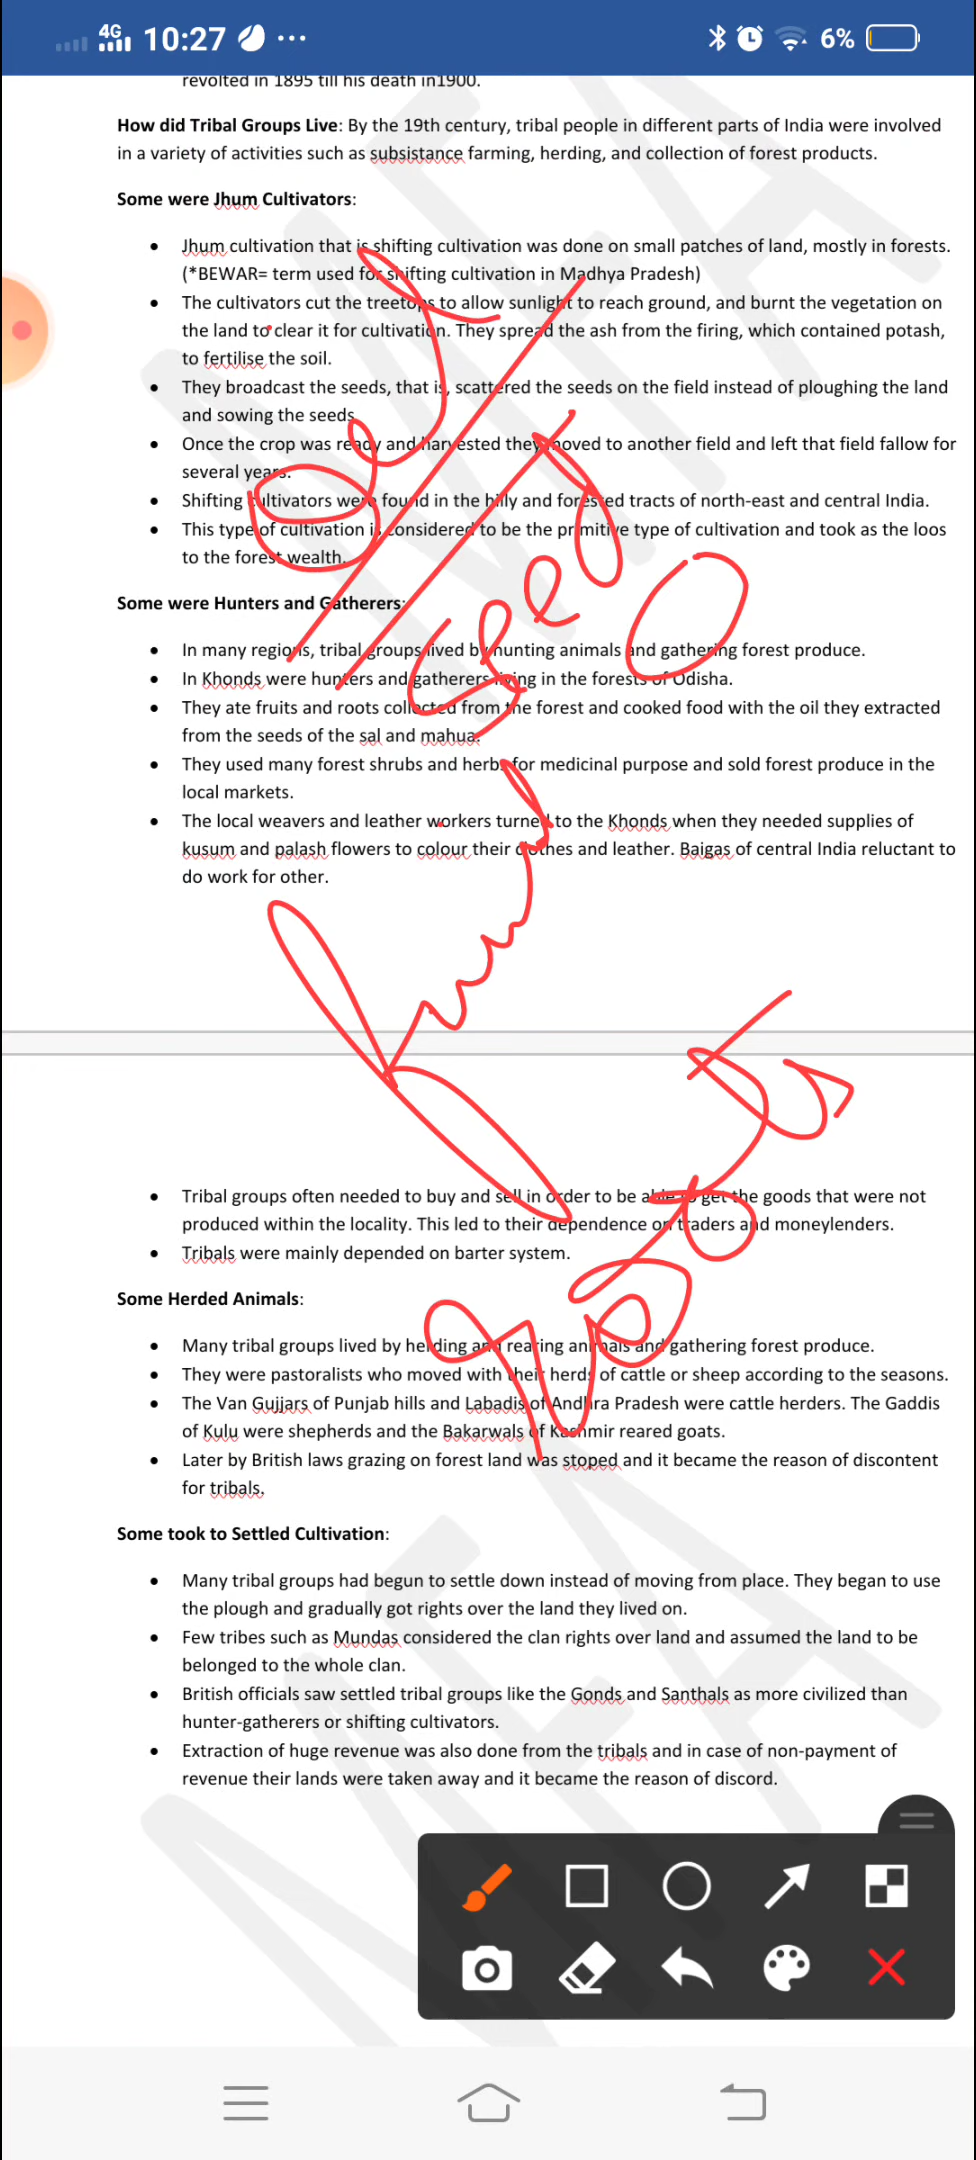 4G 10:27 ... 6%
revolted in 1895 till his death in1900.
How did Tribal Groups Live: By the 19th century, tribal people in different parts of India were involved
in a variety of activities such as subsistance farming, herding, and collection of forest products.
Some were Jhum Cultivators:
• Jhum cultivation that is shifting cultivation was done on small patches of land, mostly in forests.
(*BEWAR= term used for shifting cultivation in Madhya Pradesh)
• The cultivators cut the treetops to allow sunlight to reach ground, and burnt the vegetation on
the land to clear it for cultivation. They spread the ash from the firing, which contained potash,
to fertilise the soil.
• They broadcast the seeds, that is, scattered the seeds on the field instead of ploughing the land
and sowing the seeds
• Once the crop was ready and harvested they moved to another field and left that field fallow for
several years.
• Shifting cultivators were found in the hilly and forested tracts of north-east and central India.
• This type of cultivation is considered to be the primitive type of cultivation and took as the loos
to the forest wealth.
Some were Hunters and Gatherers:
• In many regions, tribal groups lived by hunting animals and gathering forest produce.
• In Khonds were hunters and gatherers living in the forests of Odisha.
• They ate fruits and roots collected from the forest and cooked food with the oil they extracted
from the seeds of the sal and mahua.
• They used many forest shrubs and herbs for medicinal purpose and sold forest produce in the
local markets.
• The local weavers and leather workers turned to the Khonds when they needed supplies of
kusum and palash flowers to colour their clothes and leather. Baigas of central India reluctant to
do work for other.
• Tribal groups often needed to buy and sell in order to be able to get the goods that were not
produced within the locality. This led to their dependence on traders and moneylenders.
• Tribals were mainly depended on barter system.
Some Herded Animals:
• Many tribal groups lived by herding and rearing animals and gathering forest produce.
• They were pastoralists who moved with their herds of cattle or sheep according to the seasons.
• The Van Gujjars of Punjab hills and Labadis of Andhra Pradesh were cattle herders. The Gaddis
of Kulu were shepherds and the Bakarwals of Kashmir reared goats.
• Later by British laws grazing on forest land was stoped and it became the reason of discontent
for tribals.
Some took to Settled Cultivation:
• Many tribal groups had begun to settle down instead of moving from place. They began to use
the plough and gradually got rights over the land they lived on.
• Few tribes such as Mundas considered the clan rights over land and assumed the land to be
belonged to the whole clan.
• British officials saw settled tribal groups like the Gonds and Santhals as more civilized than
hunter-gatherers or shifting cultivators.
• Extraction of huge revenue was also done from the tribals and in case of non-payment of
revenue their lands were taken away and it became the reason of discord.
oil
seed
roots